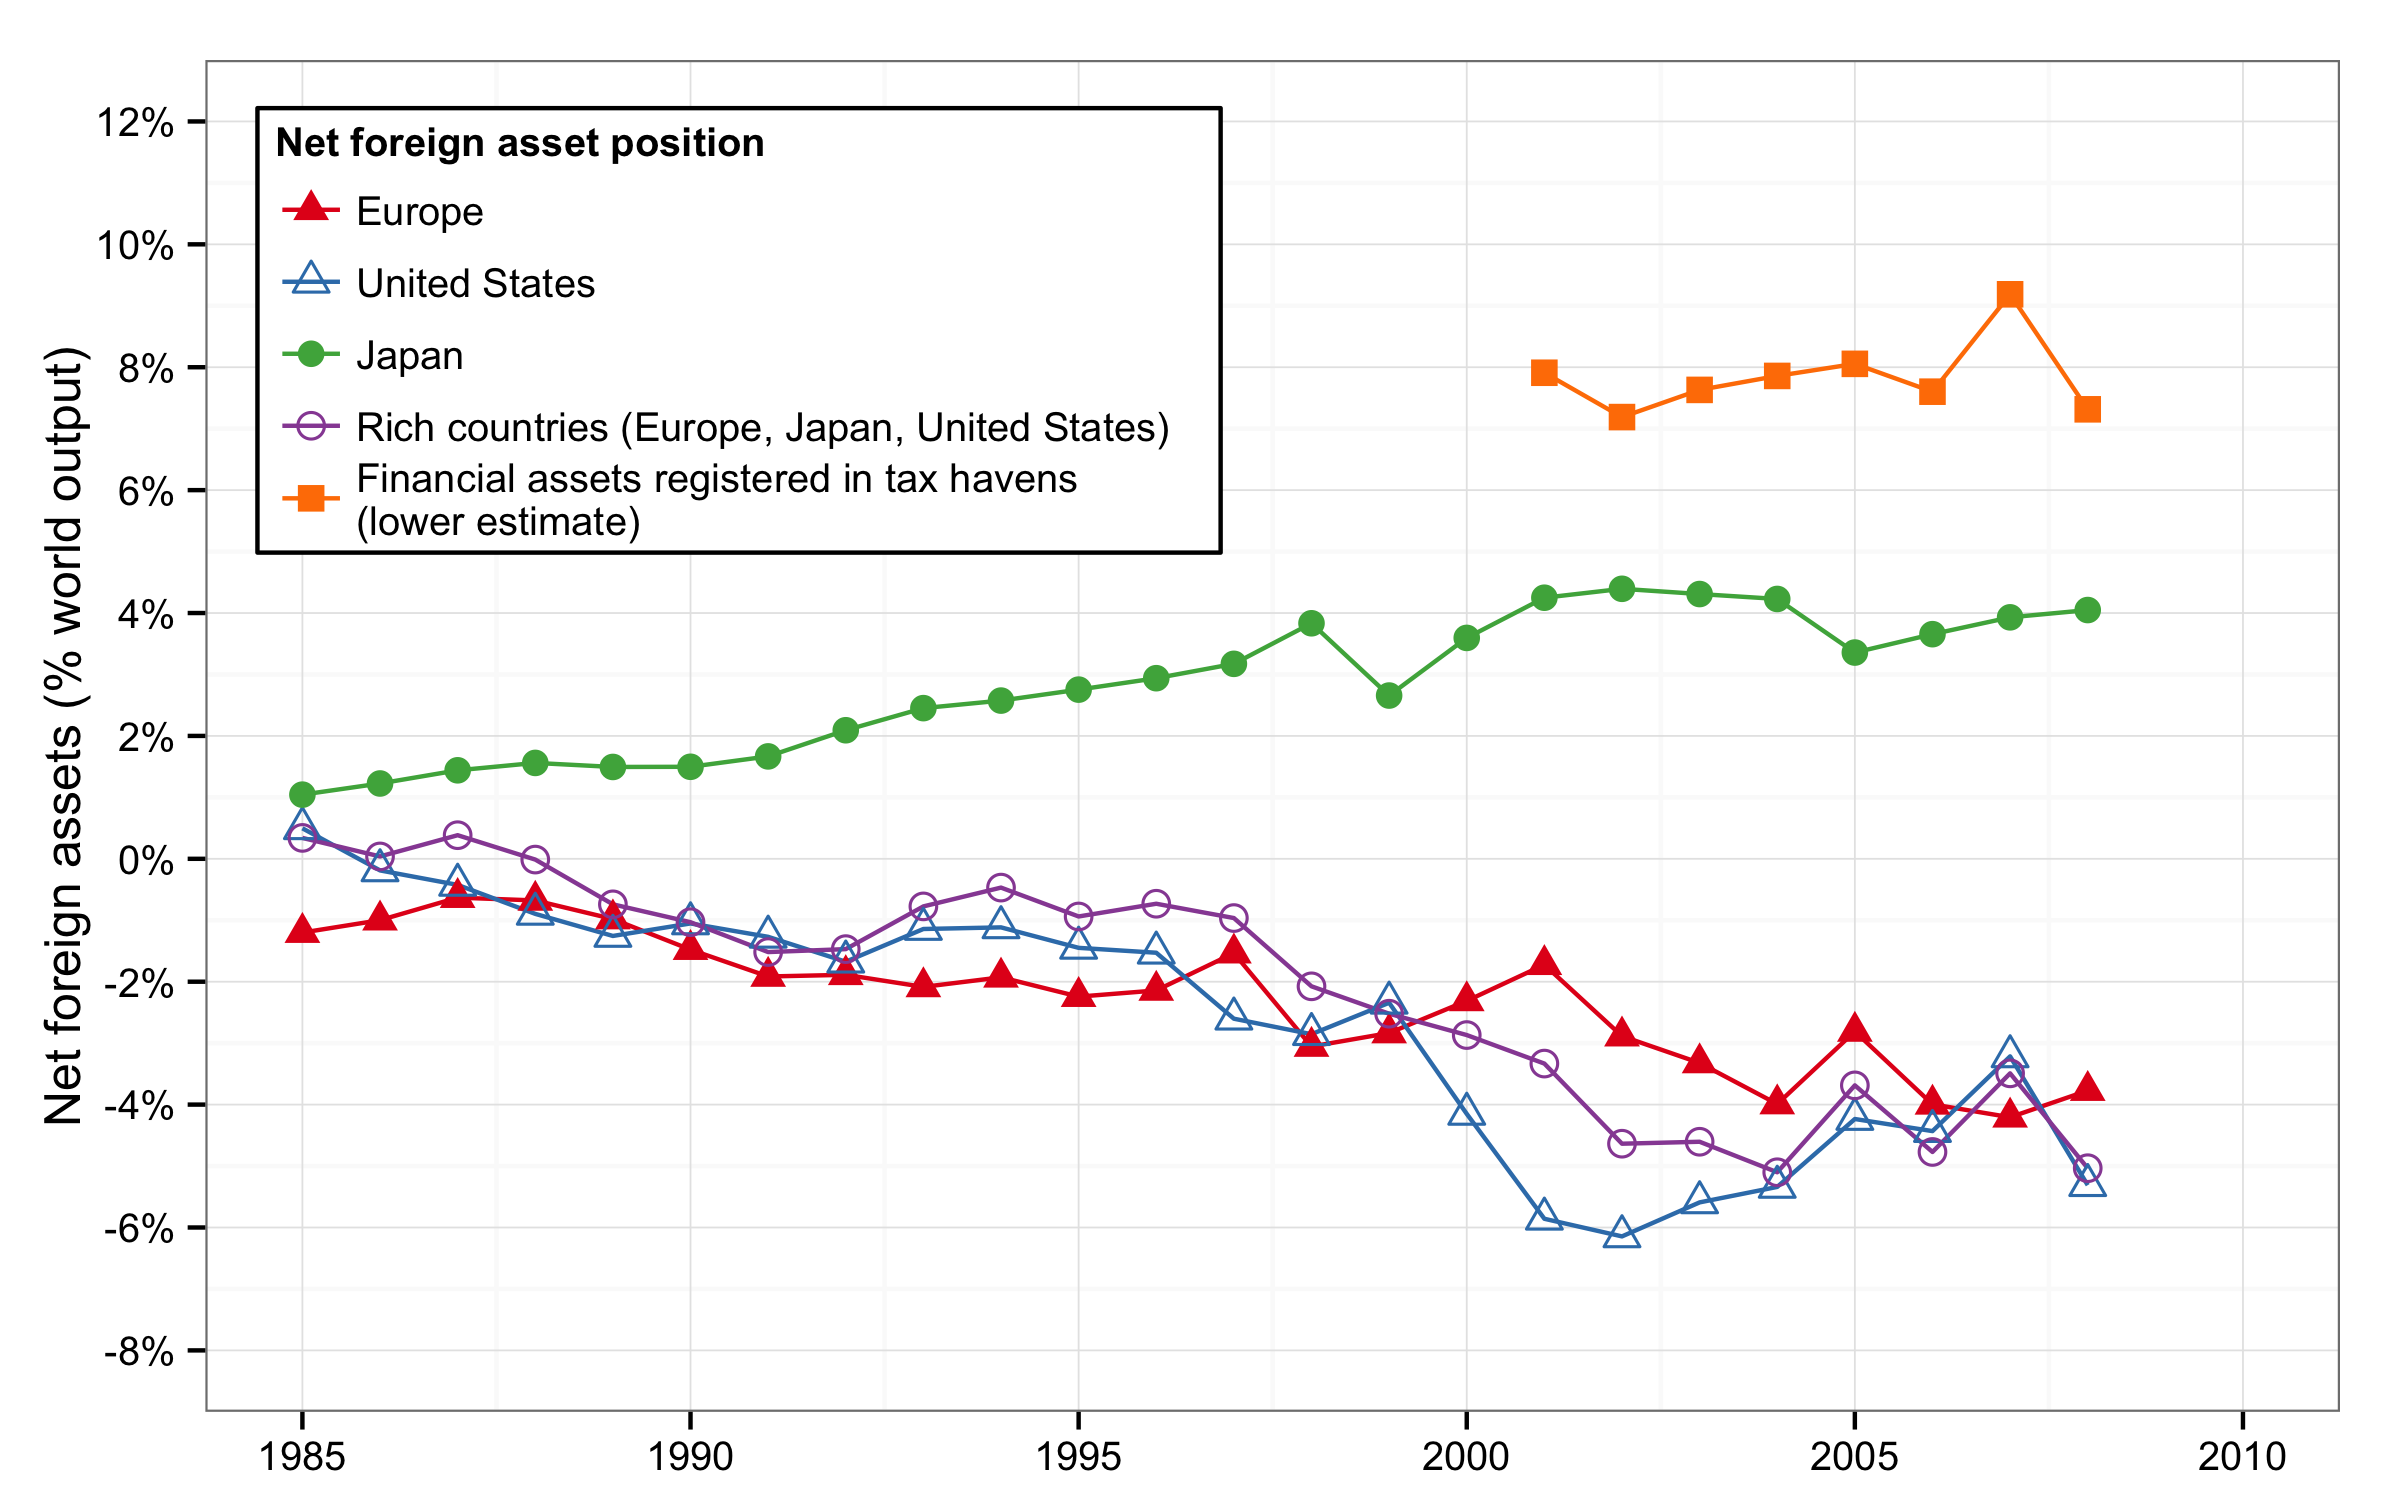 Net foreign asset position
Europe
United States
Japan
Rich countries (Europe, Japan, United States)
Financial assets registered in tax havens
(lower estimate)
Net foreign assets (% world output)
12%
10%
8%
6%
4%
2%
0%
-2%
-4%
-6%
-8%
1985
1990
1995
2000
2005
2010